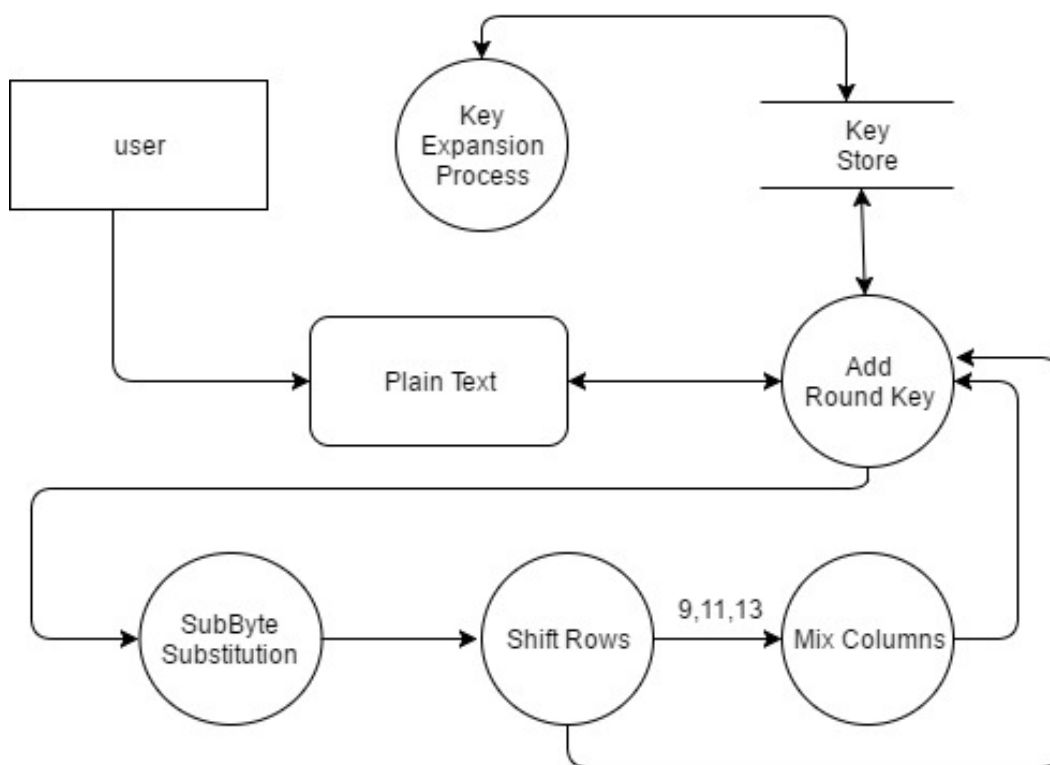 user
Key
Expansion
Process
Key
Store
Plain Text
Add
Round Key
SubByte
Substitution
Shift Rows
9,11,13
Mix Columns